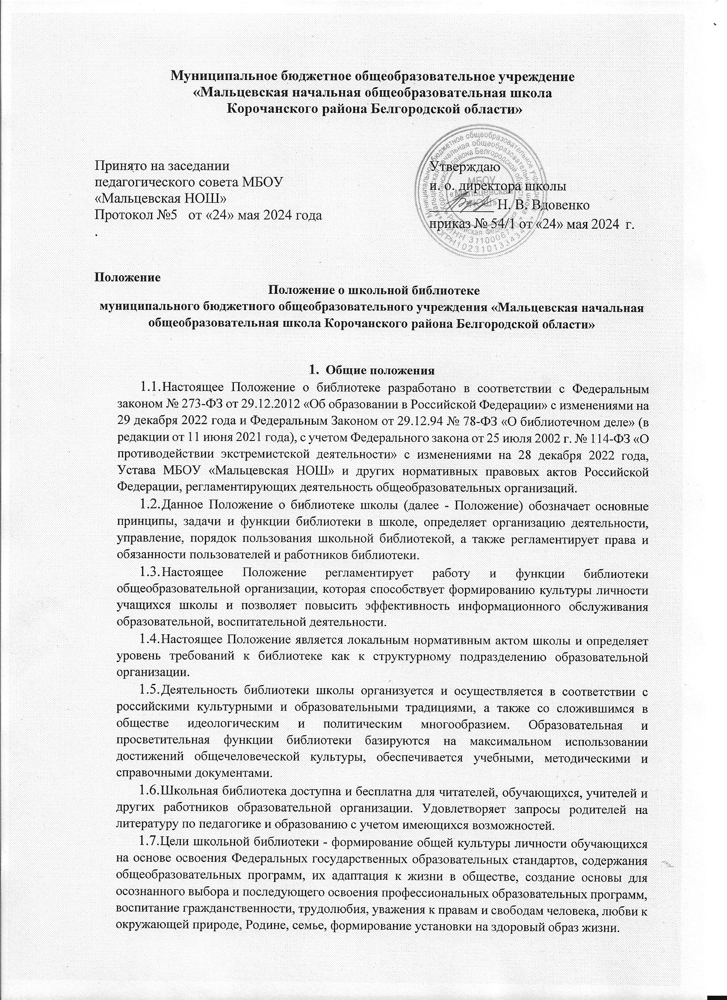 Муниципальное бюджетное общеобразовательное учреждение
«Мальцевская начальная общеобразовательная школа
Корочанского района Белгородской области»
Принято на заседании
педагогического совета МБОУ
«Мальцевская НОШ»
Протокол №5 от «24» мая 2024 года
.
Утверждаю
и. о. директора школы
Н. В. Вдовенко
приказ № 54/1 от «24» мая 2024 г.
Муниципальное бюджетное общеобразовательное учреждение
«Мальцевская начальная общеобразовательная школа
Корочанского района Белгородской области»
МБОУ
«Мальцевская
НОШ»
Российская Федерация
Положение
Положение о школьной библиотеке
муниципального бюджетного общеобразовательного учреждения «Мальцевская начальная
общеобразовательная школа Корочанского района Белгородской области»
1. Общие положения
1.1.Настоящее Положение о библиотеке разработано в соответствии с Федеральным
законом № 273-ФЗ от 29.12.2012 «Об образовании в Российской Федерации» с изменениями на
29 декабря 2022 года и Федеральным Законом от 29.12.94 № 78-ФЗ «О библиотечном деле» (в
редакции от 11 июня 2021 года), с учетом Федерального закона от 25 июля 2002 г. № 114-ФЗ «О
противодействии экстремистской деятельности» с изменениями на 28 декабря 2022 года,
Устава МБОУ «Мальцевская НОШ» и других нормативных правовых актов Российской
Федерации, регламентирующих деятельность общеобразовательных организаций.
1.2.Данное Положение о библиотеке школы (далее - Положение) обозначает основные
принципы, задачи и функции библиотеки в школе, определяет организацию деятельности,
управление, порядок пользования школьной библиотекой, а также регламентирует права и
обязанности пользователей и работников библиотеки.
1.3.Настоящее Положение регламентирует работу и функции библиотеки
общеобразовательной организации, которая способствует формированию культуры личности
учащихся школы и позволяет повысить эффективность информационного обслуживания
образовательной, воспитательной деятельности.
1.4.Настоящее Положение является локальным нормативным актом школы и определяет
уровень требований к библиотеке как к структурному подразделению образовательной
организации.
1.5.Деятельность библиотеки школы организуется и осуществляется в соответствии с
российскими культурными и образовательными традициями, а также со сложившимся в
обществе идеологическим и политическим многообразием. Образовательная и
просветительная функции библиотеки базируются на максимальном использовании
достижений общечеловеческой культуры, обеспечивается учебными, методическими и
справочными документами.
1.6.Школьная библиотека доступна и бесплатна для читателей, обучающихся, учителей и
других работников образовательной организации. Удовлетворяет запросы родителей на
литературу по педагогике и образованию с учетом имеющихся возможностей.
1.7.Цели школьной библиотеки - формирование общей культуры личности обучающихся
на основе освоения Федеральных государственных образовательных стандартов, содержания
общеобразовательных программ, их адаптация к жизни в обществе, создание основы для
осознанного выбора и последующего освоения профессиональных образовательных программ,
воспитание гражданственности, трудолюбия, уважения к правам и свободам человека, любви к
окружающей природе, Родине, семье, формирование установки на здоровый образ жизни.